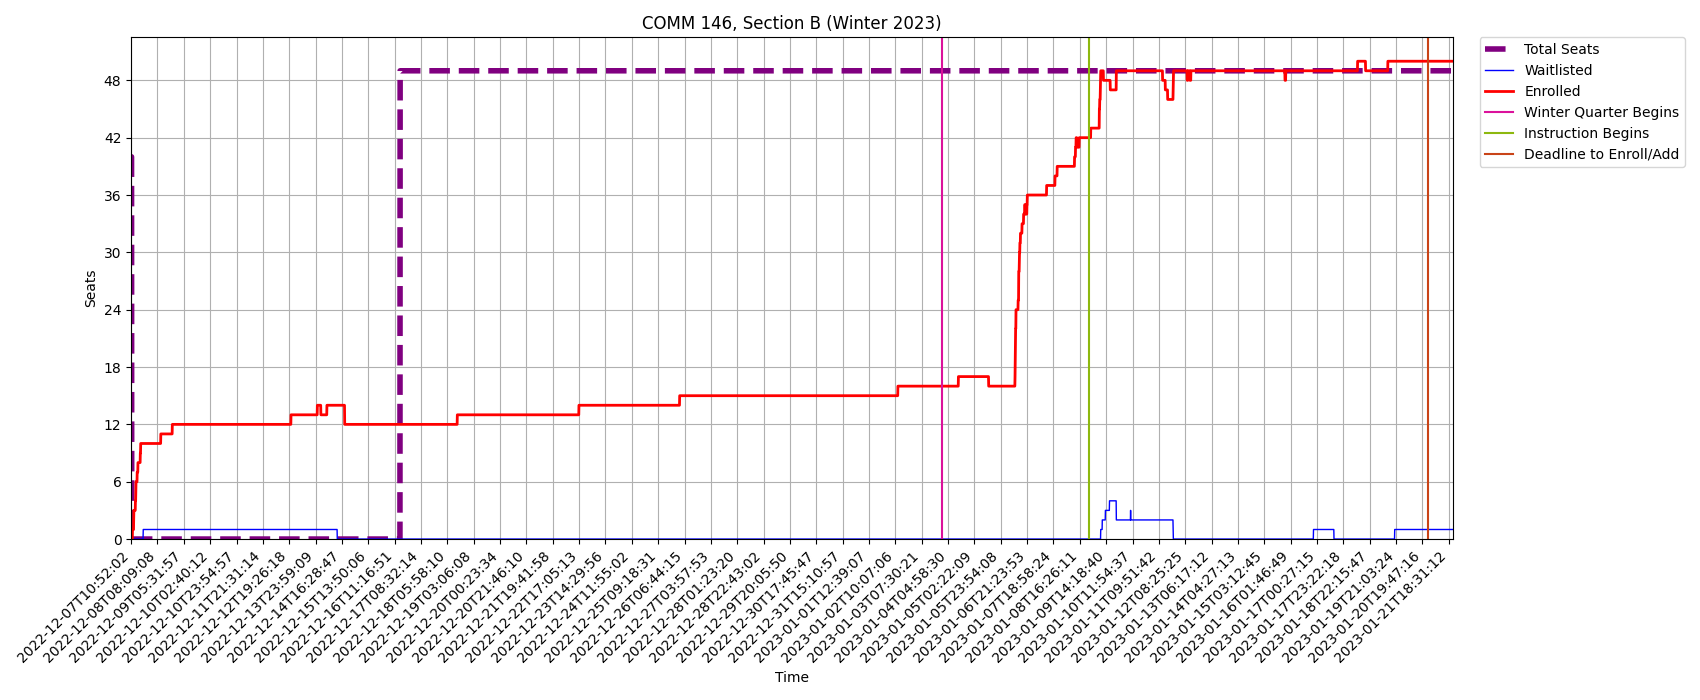 COMM 146, Section B (Winter 2023)
Total Seats
Waitlisted
Enrolled
Winter Quarter Begins
Instruction Begins
Deadline to Enroll/Add
Seats
48
42
36
30
24
18
12
6
0
2022-12-07T10:52:02
2022-12-08T08:09:08
2022-12-09T05:31:57
2022-12-10T02:40:12
2022-12-10T23:54:57
2022-12-11T21:31:14
2022-12-12T19:26:18
2022-12-13T23:59:09
2022-12-14T16:28:47
2022-12-15T13:50:06
2022-12-16T11:16:51
2022-12-17T08:32:14
2022-12-18T05:58:10
2022-12-19T03:06:08
2022-12-20T00:23:34
2022-12-20T21:46:10
2022-12-21T19:41:58
2022-12-22T17:05:13
2022-12-23T14:29:56
2022-12-24T11:55:02
2022-12-25T09:18:31
2022-12-26T06:44:15
2022-12-27T03:57:53
2022-12-28T01:23:20
2022-12-28T22:43:02
2022-12-29T20:05:50
2022-12-30T17:45:47
2022-12-31T15:10:57
2023-01-01T12:39:07
2023-01-02T10:07:06
2023-01-03T07:30:21
2023-01-04T04:58:30
2023-01-05T02:22:09
2023-01-05T23:54:08
2023-01-06T21:23:53
2023-01-07T18:58:24
2023-01-08T16:26:11
2023-01-09T14:18:40
2023-01-10T11:54:37
2023-01-11T09:51:42
2023-01-12T08:25:25
2023-01-13T06:17:12
2023-01-14T04:27:13
2023-01-15T03:12:45
2023-01-16T01:46:49
2023-01-17T00:27:15
2023-01-17T23:22:18
2023-01-18T22:15:47
2023-01-19T21:03:24
2023-01-20T19:47:16
2023-01-21T18:31:12
Time